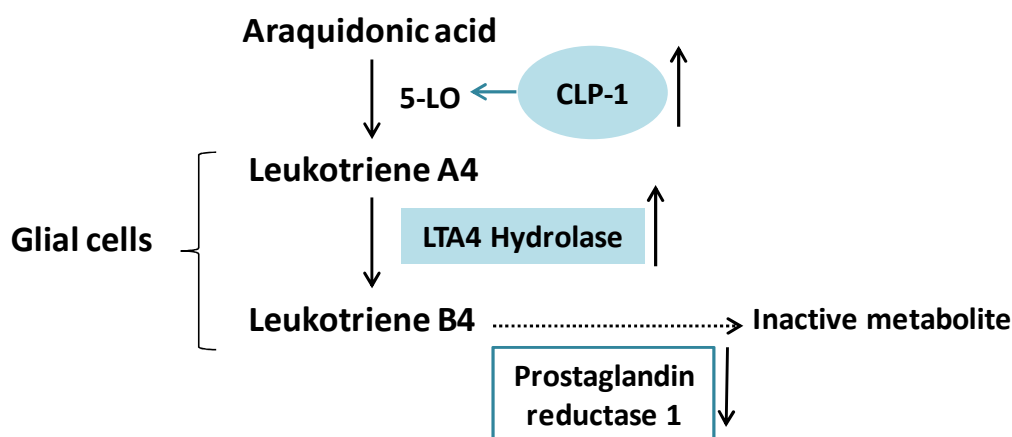 Araquidonic acid
5-LO
CLP-1
Leukotriene A4
Glial cells
LTA4 Hydrolase
Leukotriene B4
Inactive metabolite
Prostaglandin
reductase 1